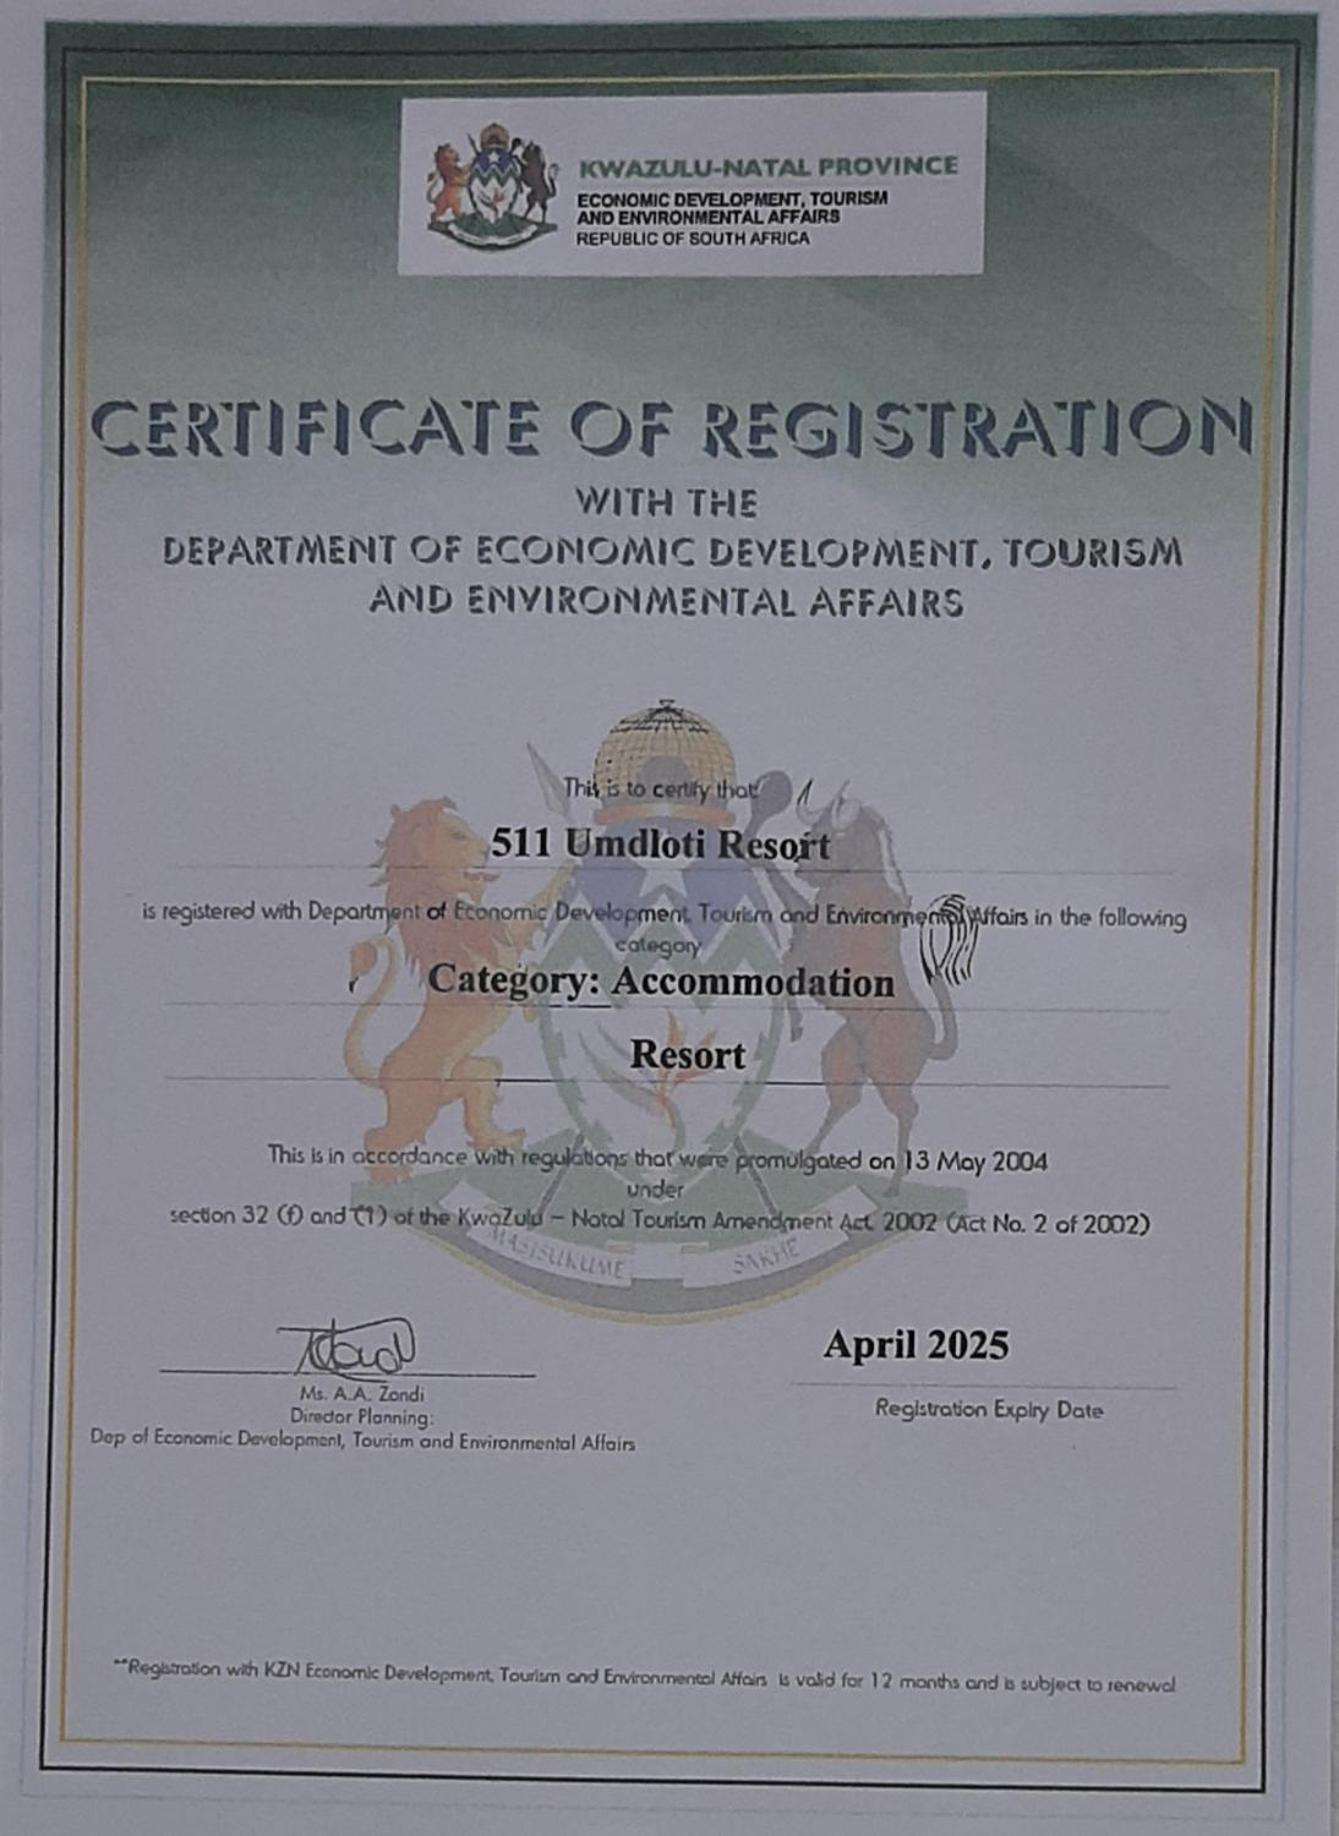 KWAZULU-NATAL PROVINCE
ECONOMIC DEVELOPMENT, TOURISM
AND ENVIRONMENTAL AFFAIRS
REPUBLIC OF SOUTH AFRICA
CERTIFICATE OF REGISTRATION
WITH THE
DEPARTMENT OF ECONOMIC DEVELOPMENT, TOURISM
AND ENVIRONMENTAL AFFAIRS
This is to certify that
511 Umdloti Resort
is registered with Department of Economic Development, Tourism and Environmental Affairs in the following
category
Category: Accommodation
Resort
This is in accordance with regulations that were promulgated on 13 May 2004
under
section 32 (f) and (1) of the KwaZulu – Natal Tourism Amendment Act, 2002 (Act No. 2 of 2002)
MASISUKUME SAKHE
April 2025
Ms. A.A. Zondi
Director Planning:
Dep of Economic Development, Tourism and Environmental Affairs
Registration Expiry Date
**Registration with KZN Economic Development, Tourism and Environmental Affairs is valid for 12 months and is subject to renewal